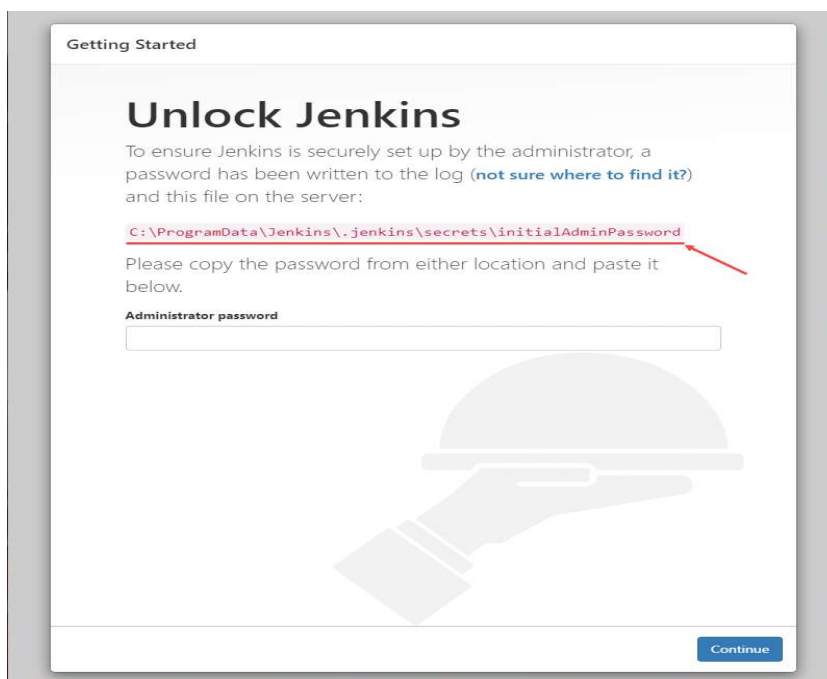 Getting Started
Unlock Jenkins
To ensure Jenkins is securely set up by the administrator, a
password has been written to the log (not sure where to find it?)
and this file on the server:
C:\ProgramData\Jenkins\.jenkins\secrets\initialAdminPassword
Please copy the password from either location and paste it
below.
Administrator password
Continue